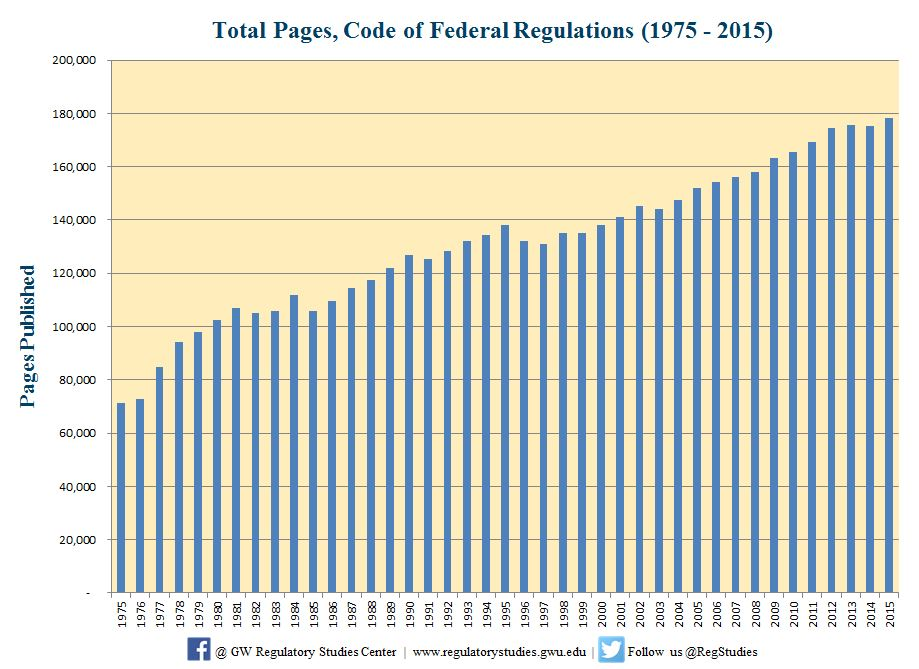 Total Pages, Code of Federal Regulations (1975 - 2015)
Pages Published
200,000
180,000
160,000
140,000
120,000
100,000
80,000
60,000
40,000
20,000
-
1975 1976 1977 1978 1979 1980 1981 1982 1983 1984 1985 1986 1987 1988 1989 1990 1991 1992 1993 1994 1995 1996 1997 1998 1999 2000 2001 2002 2003 2004 2005 2006 2007 2008 2009 2010 2011 2012 2013 2014 2015
@ GW Regulatory Studies Center | www.regulatorystudies.gwu.edu | Follow us @RegStudies